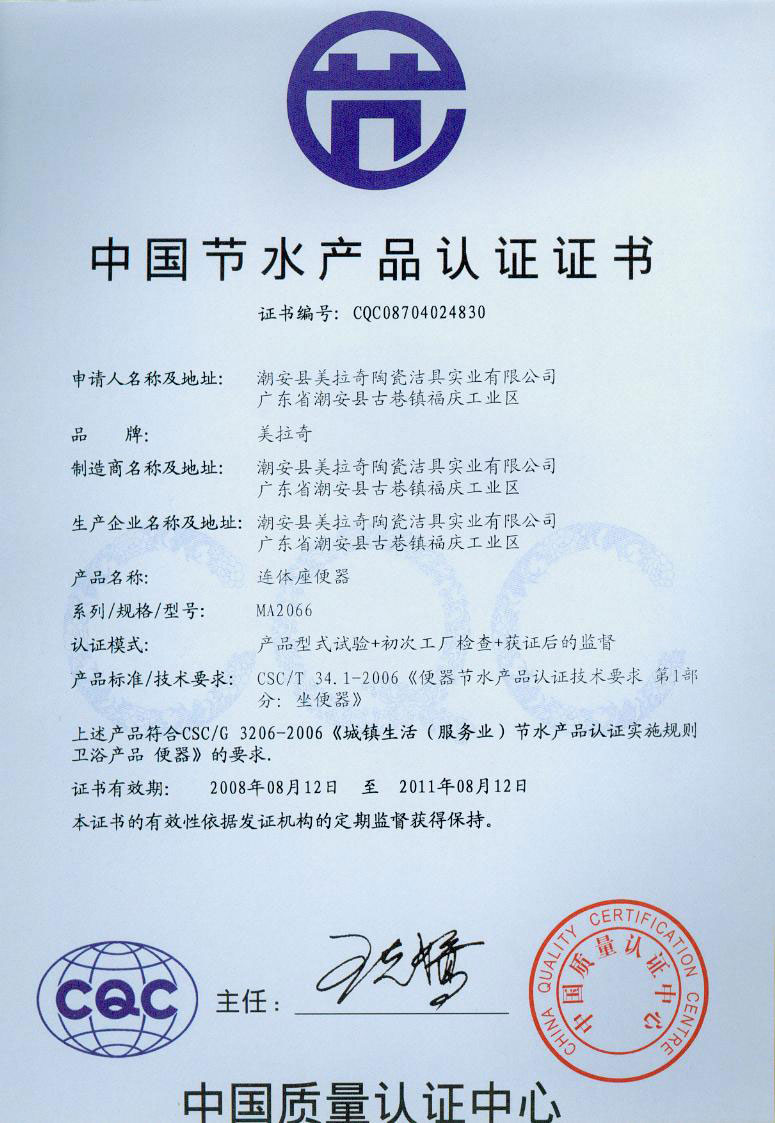 中国节水产品认证证书
证书编号: CQC08704024830
申请人名称及地址: 潮安县美拉奇陶瓷洁具实业有限公司
广东省潮安县古巷镇福庆工业区
品 牌: 美拉奇
制造商名称及地址: 潮安县美拉奇陶瓷洁具实业有限公司
广东省潮安县古巷镇福庆工业区
生产企业名称及地址: 潮安县美拉奇陶瓷洁具实业有限公司
广东省潮安县古巷镇福庆工业区
产品名称: 连体座便器
系列/规格/型号: MA2066
认证模式: 产品型式试验+初次工厂检查+获证后的监督
产品标准/技术要求: CSC/T 34.1-2006《便器节水产品认证技术要求 第1部
分: 坐便器》
上述产品符合CSC/G 3206-2006《城镇生活(服务业)节水产品认证实施规则
卫浴产品 便器》的要求.
证书有效期: 2008年08月12日 至 2011年08月12日
本证书的有效性依据发证机构的定期监督获得保持。
CQC
主任:
CHINA QUALITY CERTIFICATION CENTRE
中国质量认证中心
中国质量认证中心